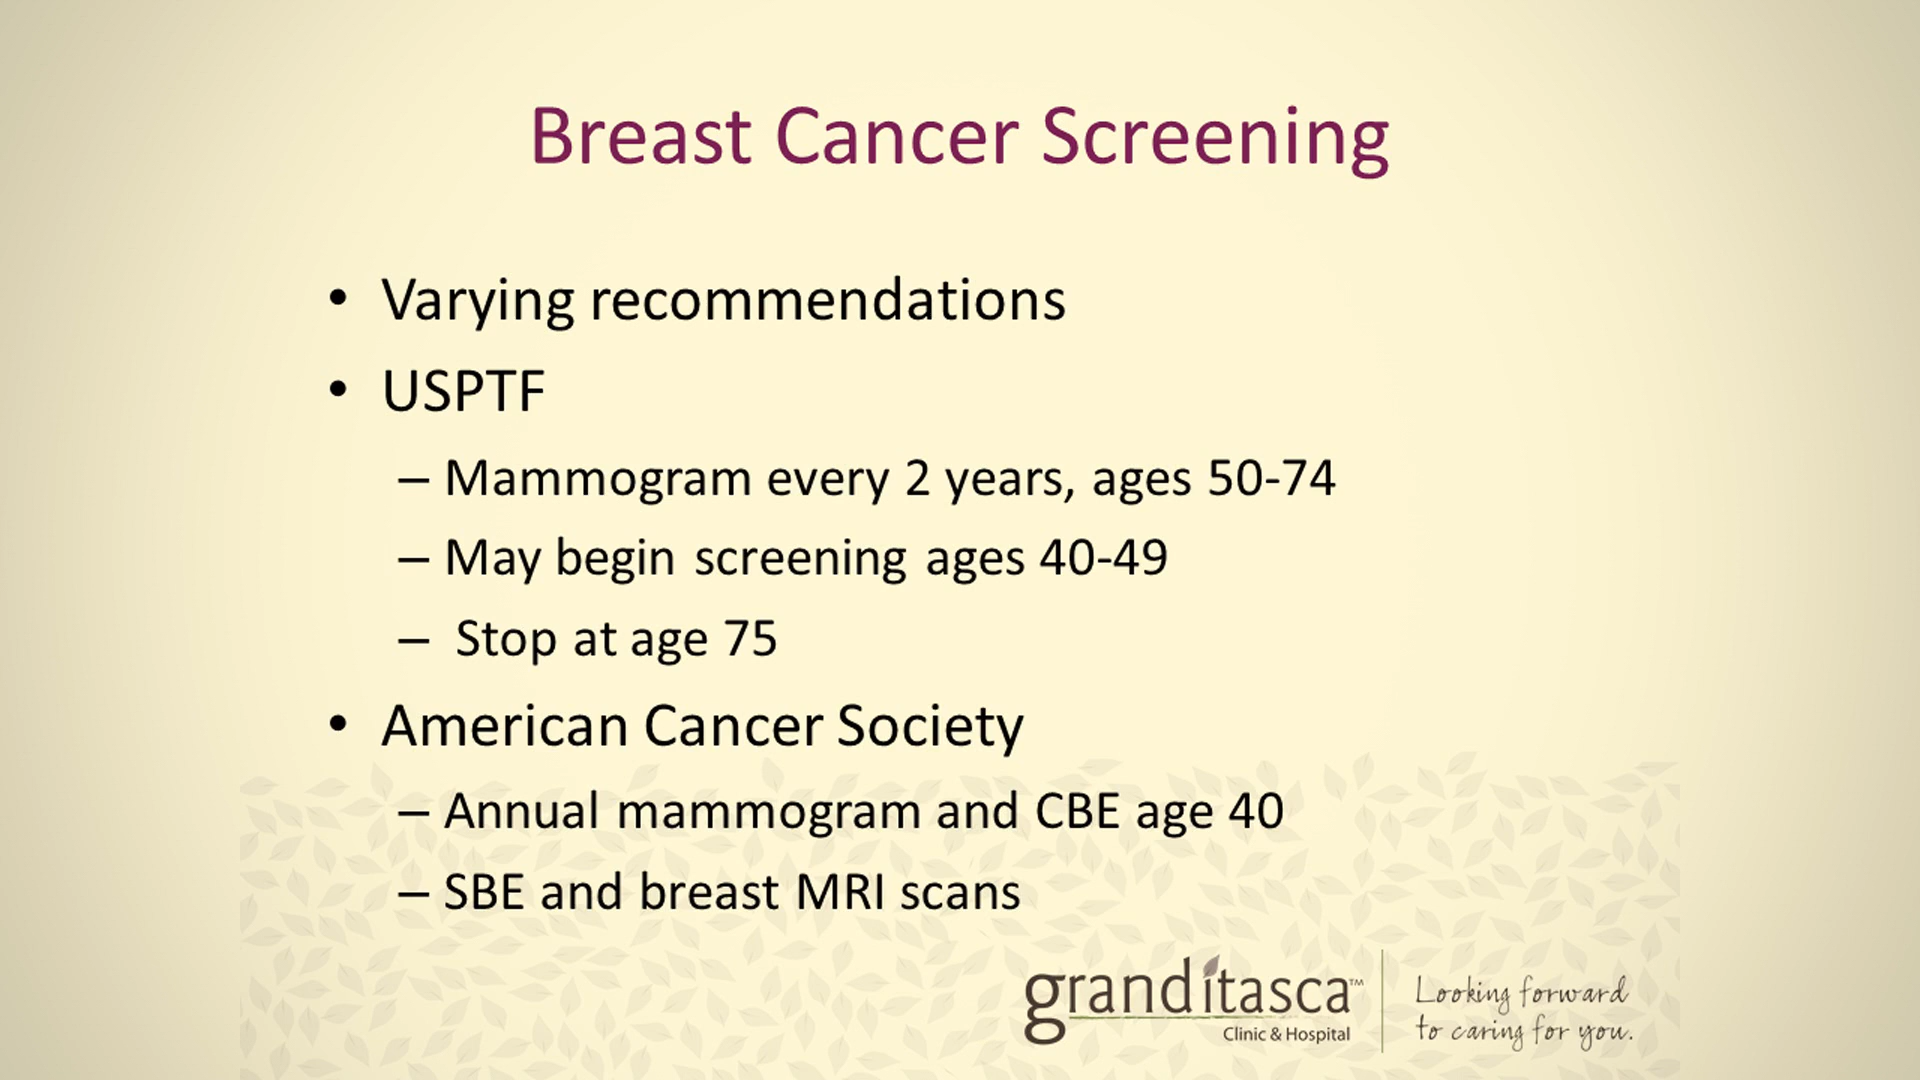 Breast Cancer Screening
• Varying recommendations
• USPTF
– Mammogram every 2 years, ages 50-74
– May begin screening ages 40-49
– Stop at age 75
• American Cancer Society
– Annual mammogram and CBE age 40
– SBE and breast MRI scans
grand itasca™
Clinic & Hospital
Looking forward
to caring for you.